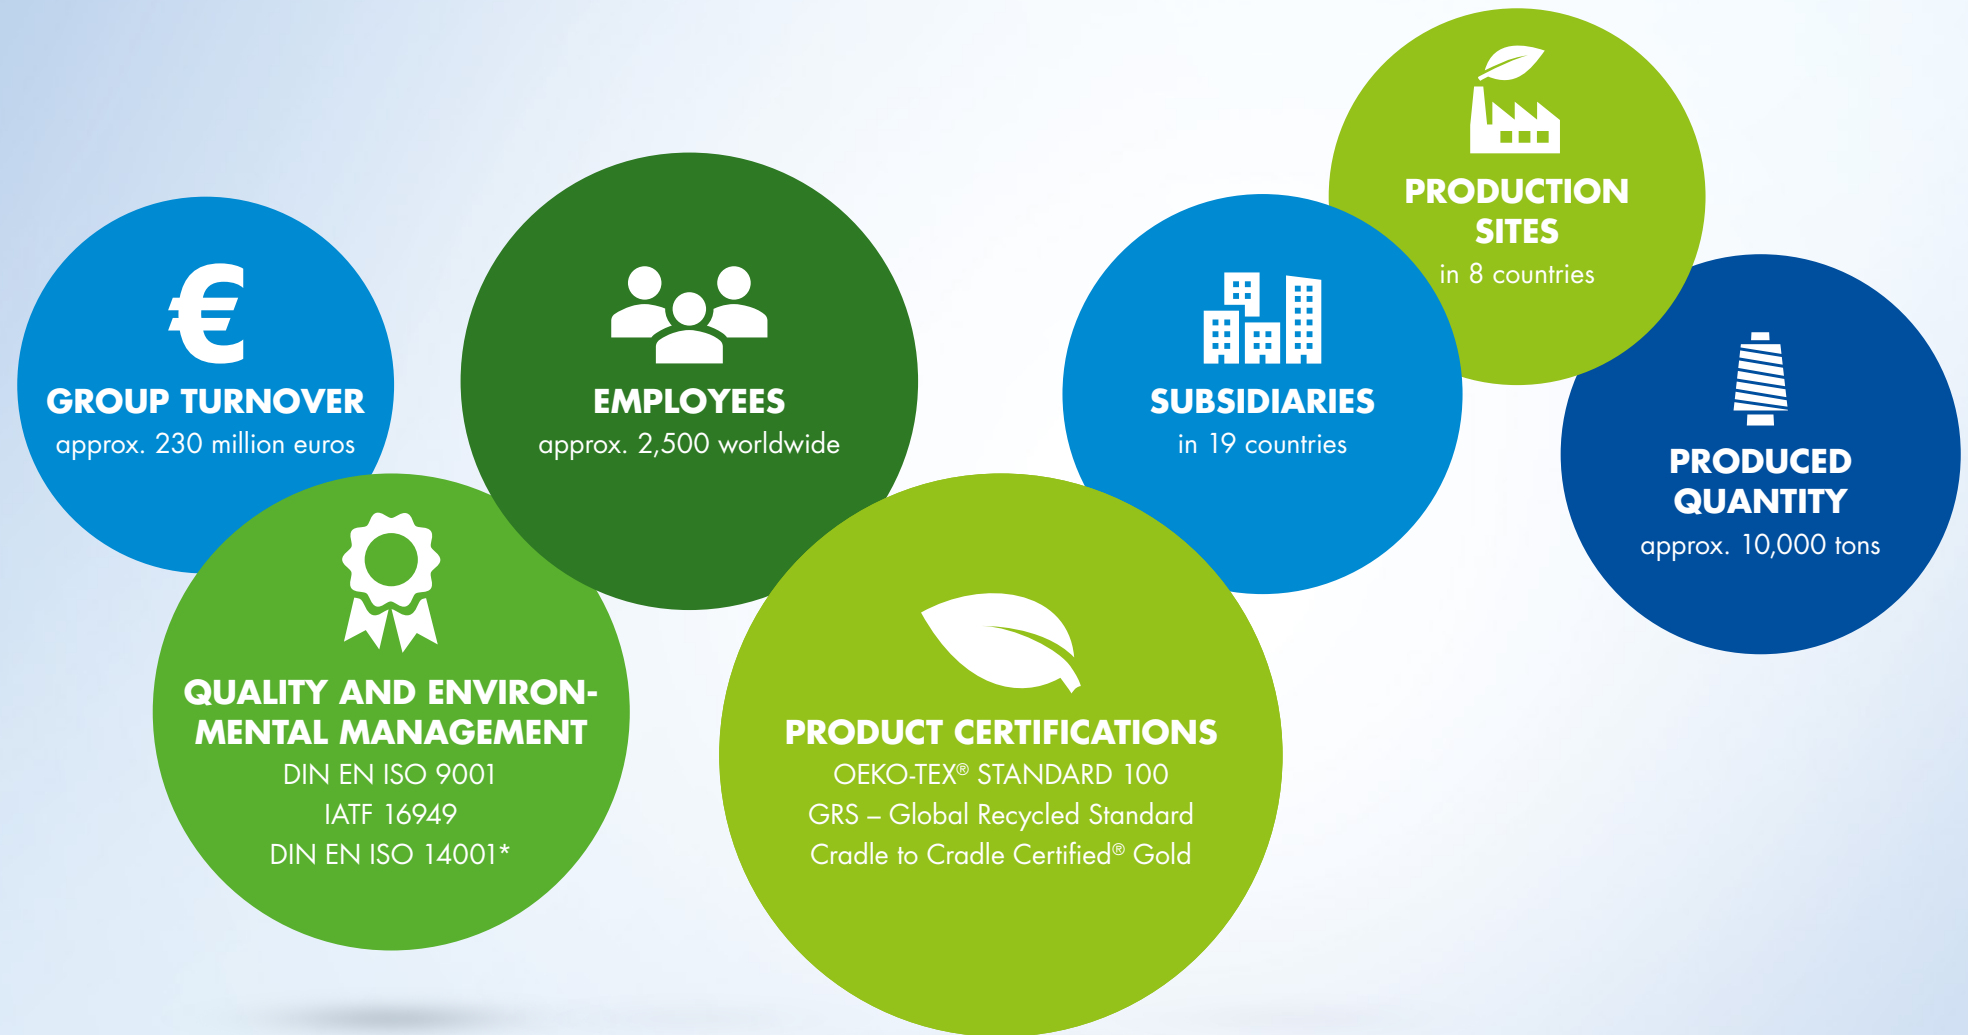 GROUP TURNOVER
approx. 230 million euros
EMPLOYEES
approx. 2,500 worldwide
SUBSIDIARIES
in 19 countries
PRODUCTION
SITES
in 8 countries
PRODUCED
QUANTITY
approx. 10,000 tons
QUALITY AND ENVIRON-
MENTAL MANAGEMENT
DIN EN ISO 9001
IATF 16949
DIN EN ISO 14001*
PRODUCT CERTIFICATIONS
OEKO-TEX® STANDARD 100
GRS – Global Recycled Standard
Cradle to Cradle Certified® Gold